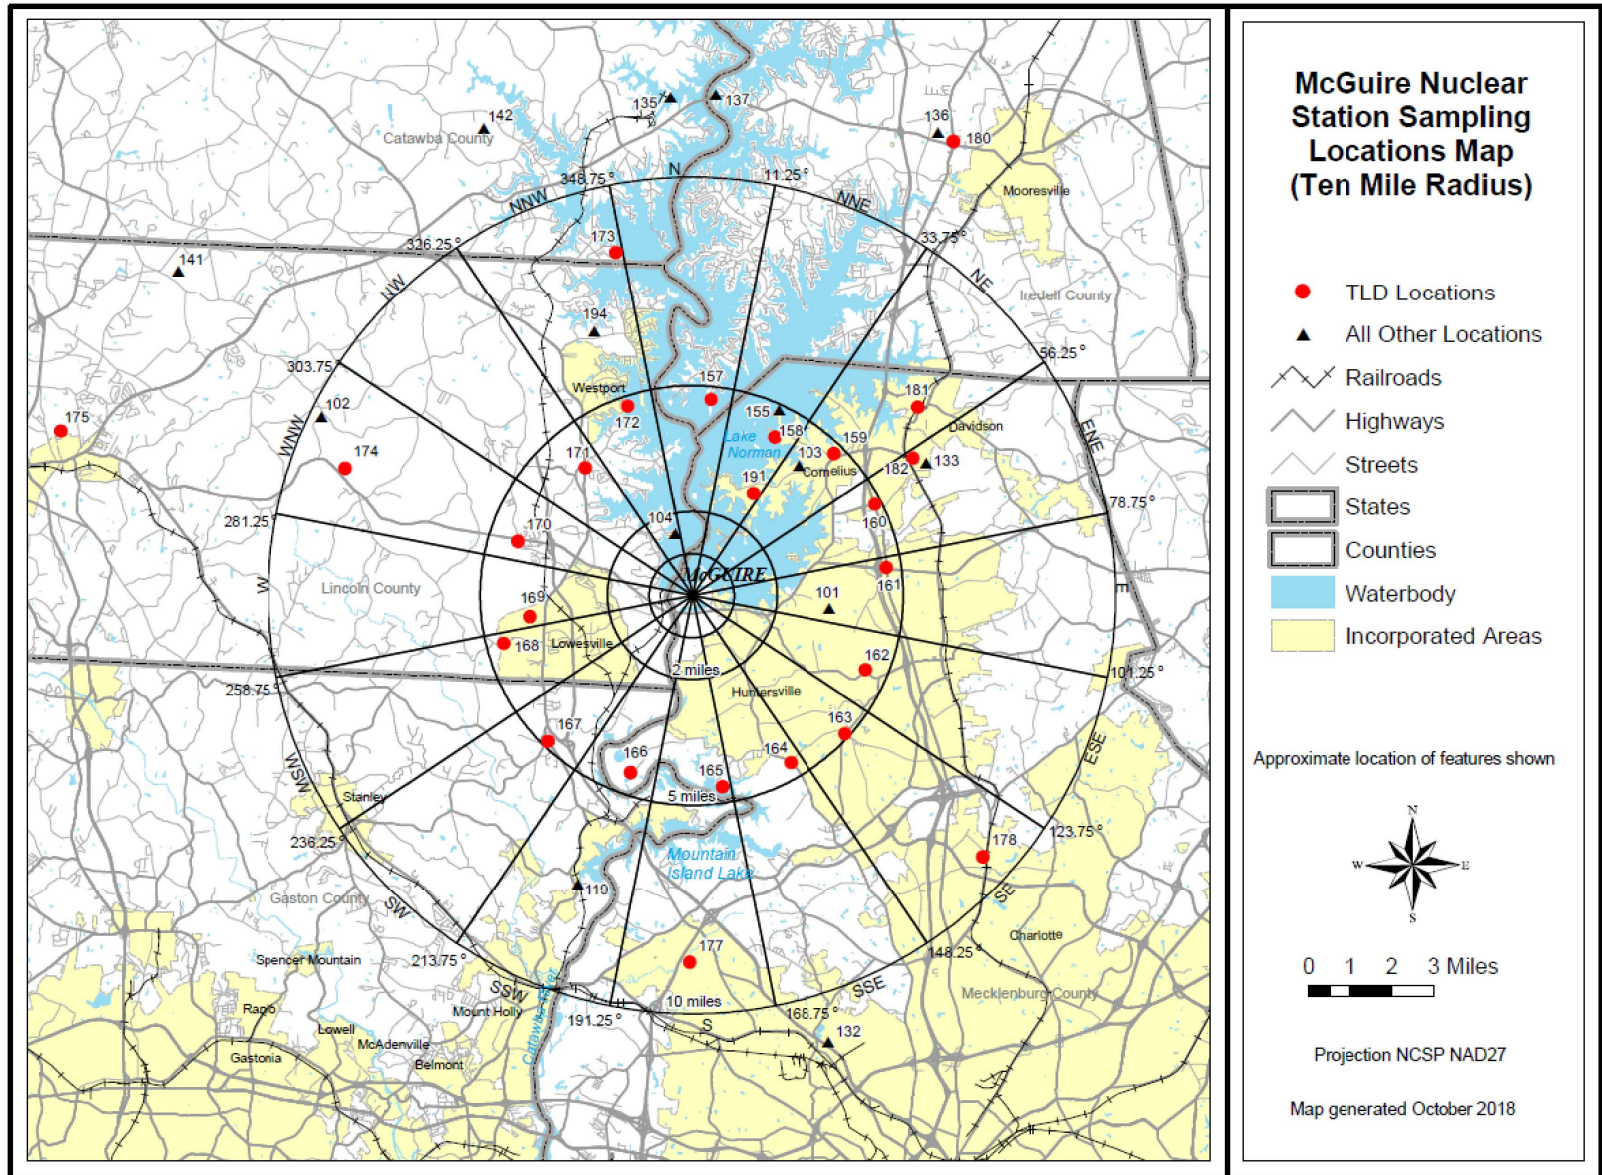 McGuire Nuclear
Station Sampling
Locations Map
(Ten Mile Radius)
TLD Locations
All Other Locations
Railroads
Highways
Streets
States
Counties
Waterbody
Incorporated Areas
Approximate location of features shown
N
W E
S
0 1 2 3 Miles
Projection NCSP NAD27
Map generated October 2018
135
137
142
136
180
Catawba County
Mooresville
348.75°
N
11.25°
NNW
NNE
326.25°
173
33.75°
141
NW
NE
Iredell County
194
303.75
56.25°
Westport
157
181
102
172
155
175
158
159
Davidson
ENE
WNW
174
171
Lake
Norman
103
Cornelius
182
133
191
78.75°
281.25°
170
104
160
McGUIRE
W
Lincoln County
161
E
169
101
168
Lowesville
162
2 miles
101.25°
258.75°
Huntersville
167
163
166
164
ESE
WSW
165
Stanley
5 miles
236.25°
123.75°
178
Mountain
Island Lake
119
SE
Gaston County
SW
Charlotte
177
148.25°
Spencer Mountain
213.75°
SSW
10 miles
SSE
Mecklenburg County
Ranlo
Mount Holly
191.25°
S
168.75°
Lowell
132
McAdenville
Gastonia
Belmont
Catawba River